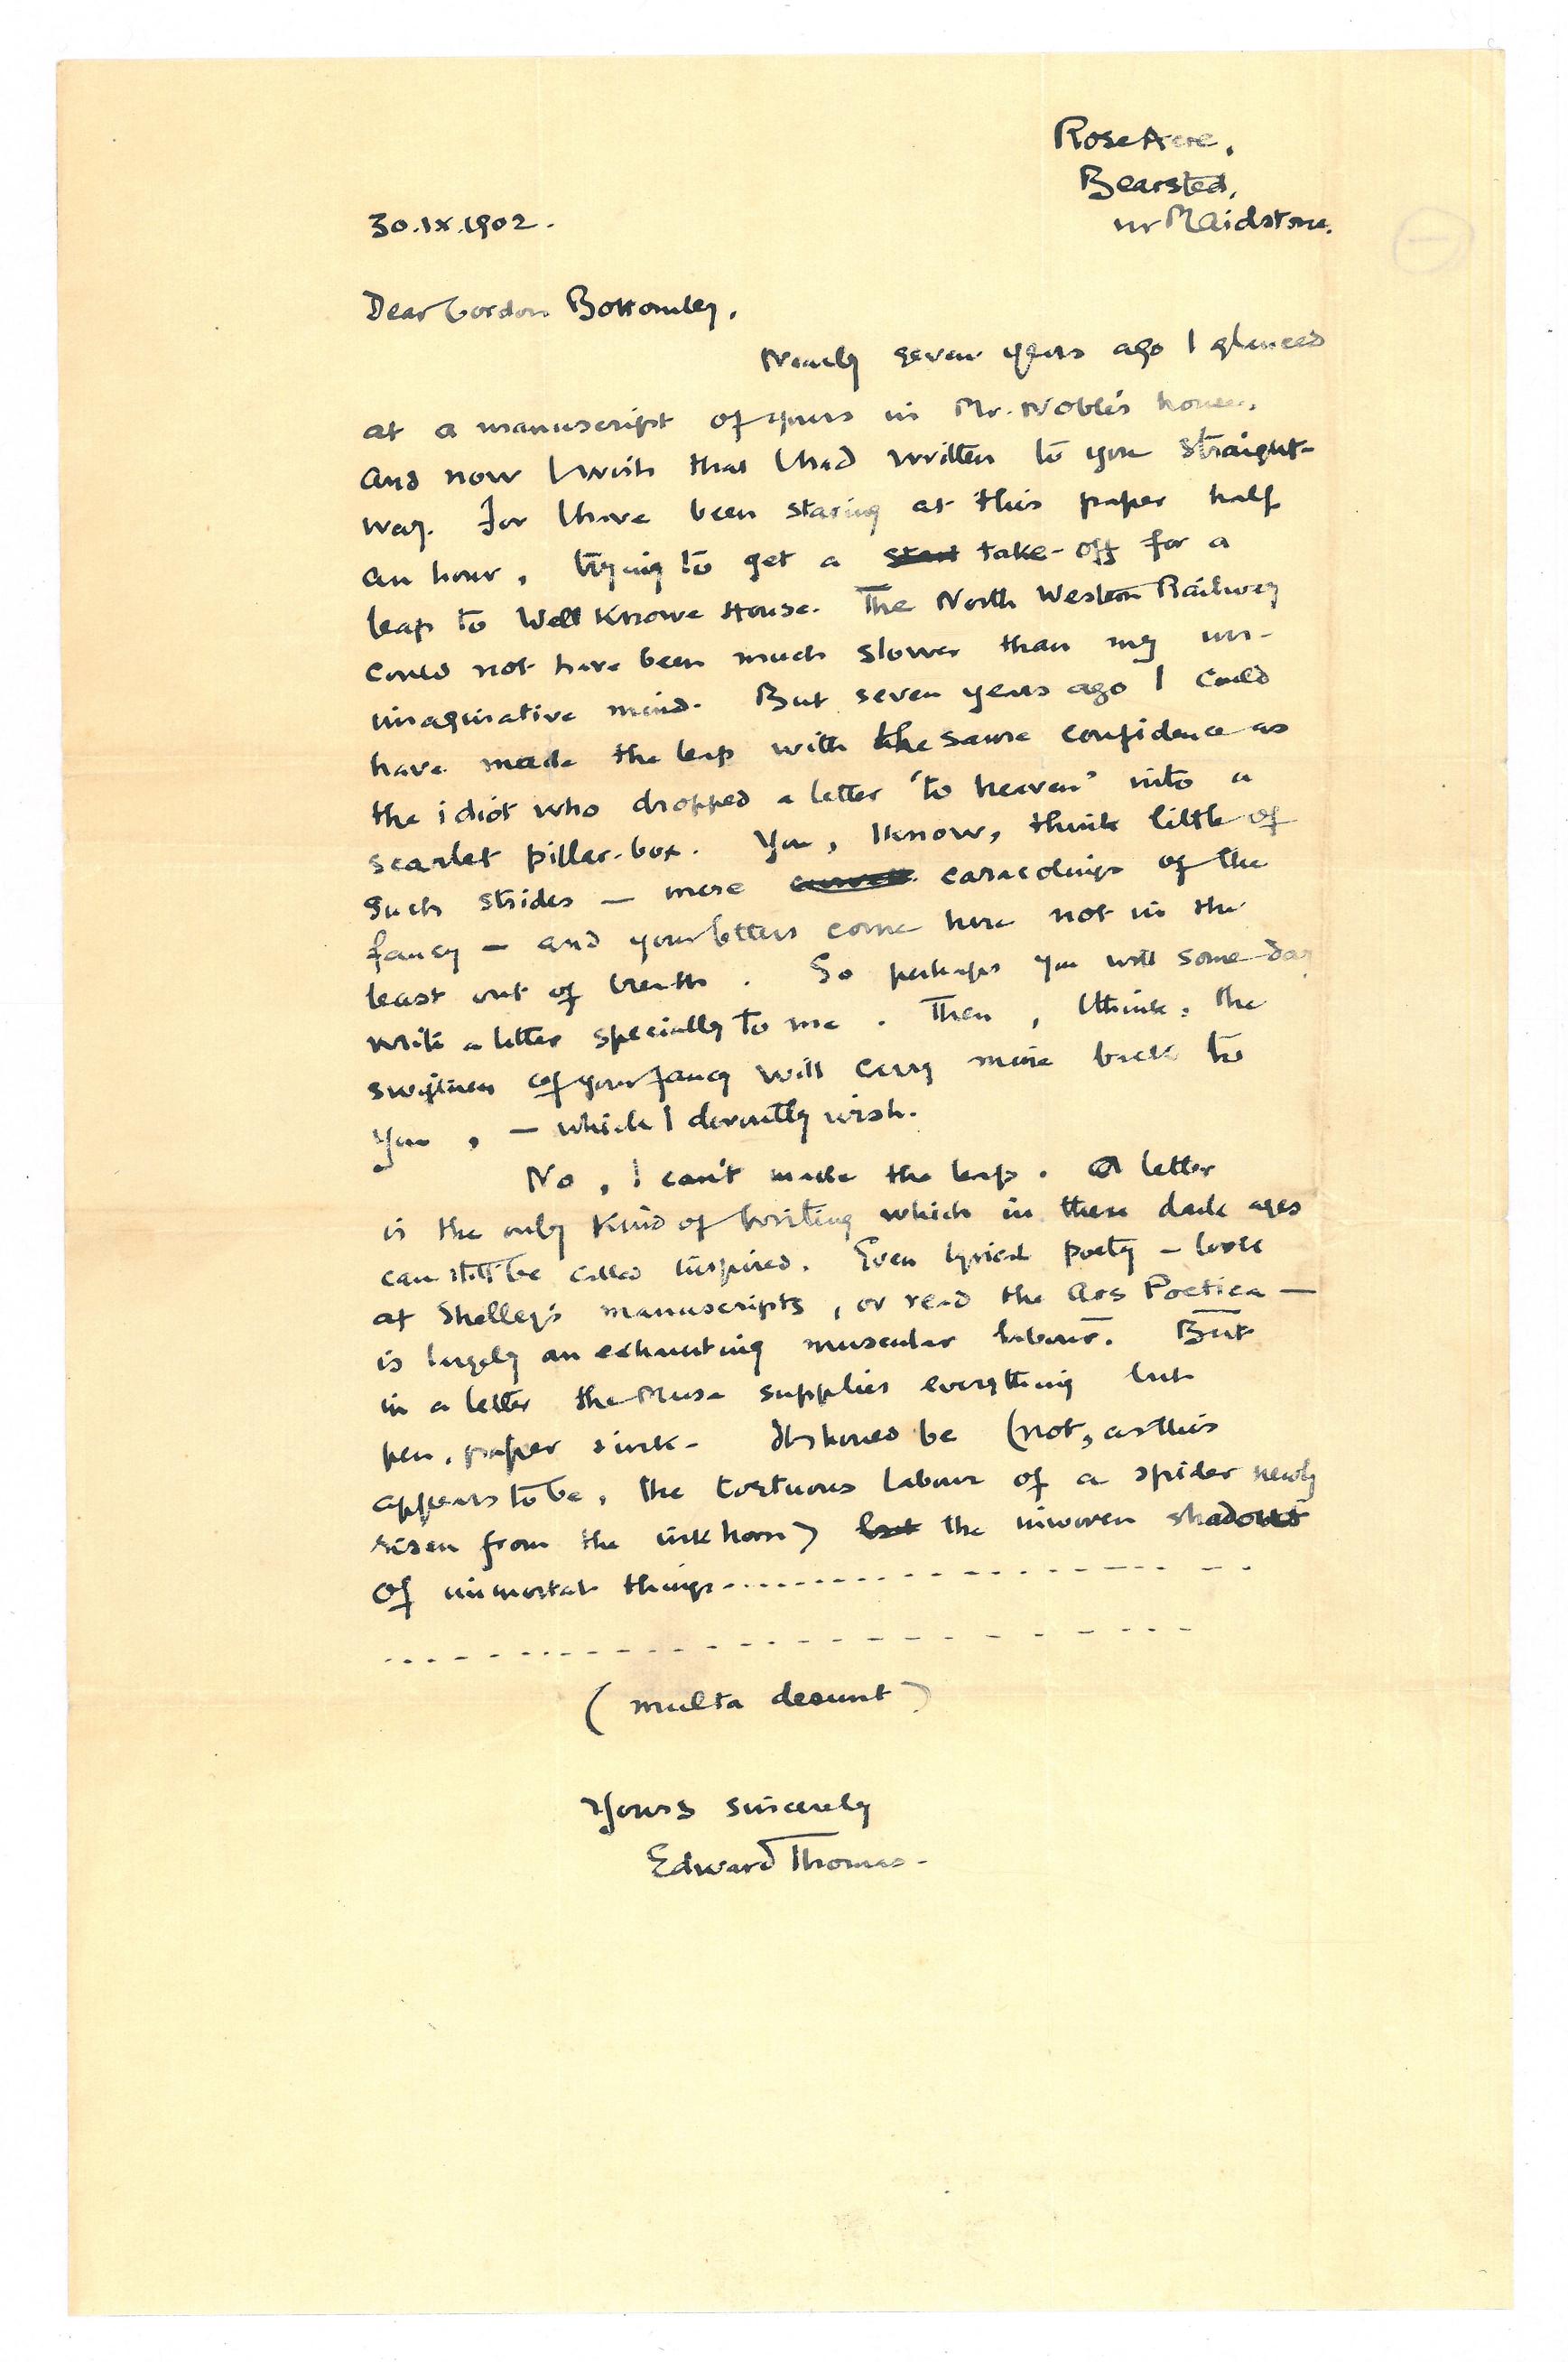 Rose Acre,
Bearsted,
nr Maidstone.
30.IX.1902.
Dear Gordon Bottomley,
Nearly seven years ago I glanced
at a manuscript of yours in Mr. Noble's house,
and now I wish that I had written to you straight-
way. For I have been staring at this paper half
an hour, trying to get a start take-off for a
leap to Well Knowe House. The North Western Railway
could not have been much slower than my un-
imaginative mind. But seven years ago I could
have made the leap with the same confidence as
the idiot who dropped a letter 'to heaven' into a
scarlet pillar-box. You, I know, think little of
such strides — mere caracolings of the
fancy — and your letters come here not in the
least out of breath. So perhaps you will some day
write a letter specially to me. Then, I think, the
swiftness of your fancy will carry mine back to
you, — which I devoutly wish.
No, I can't make the leap. A letter
is the only kind of writing which in these dark ages
can still be called inspired. Even lyrical poetry — look
at Shelley's manuscripts, or read the Ars Poetica —
is largely an exhausting muscular labour. But
in a letter the Muse supplies everything but
pen, paper & ink. It should be (not, as this
appears to be, the tortuous labour of a spider newly
risen from the ink horn) but the inwoven shadows
of immortal things....................
....................
(multa desunt)
Yours sincerely
Edward Thomas.